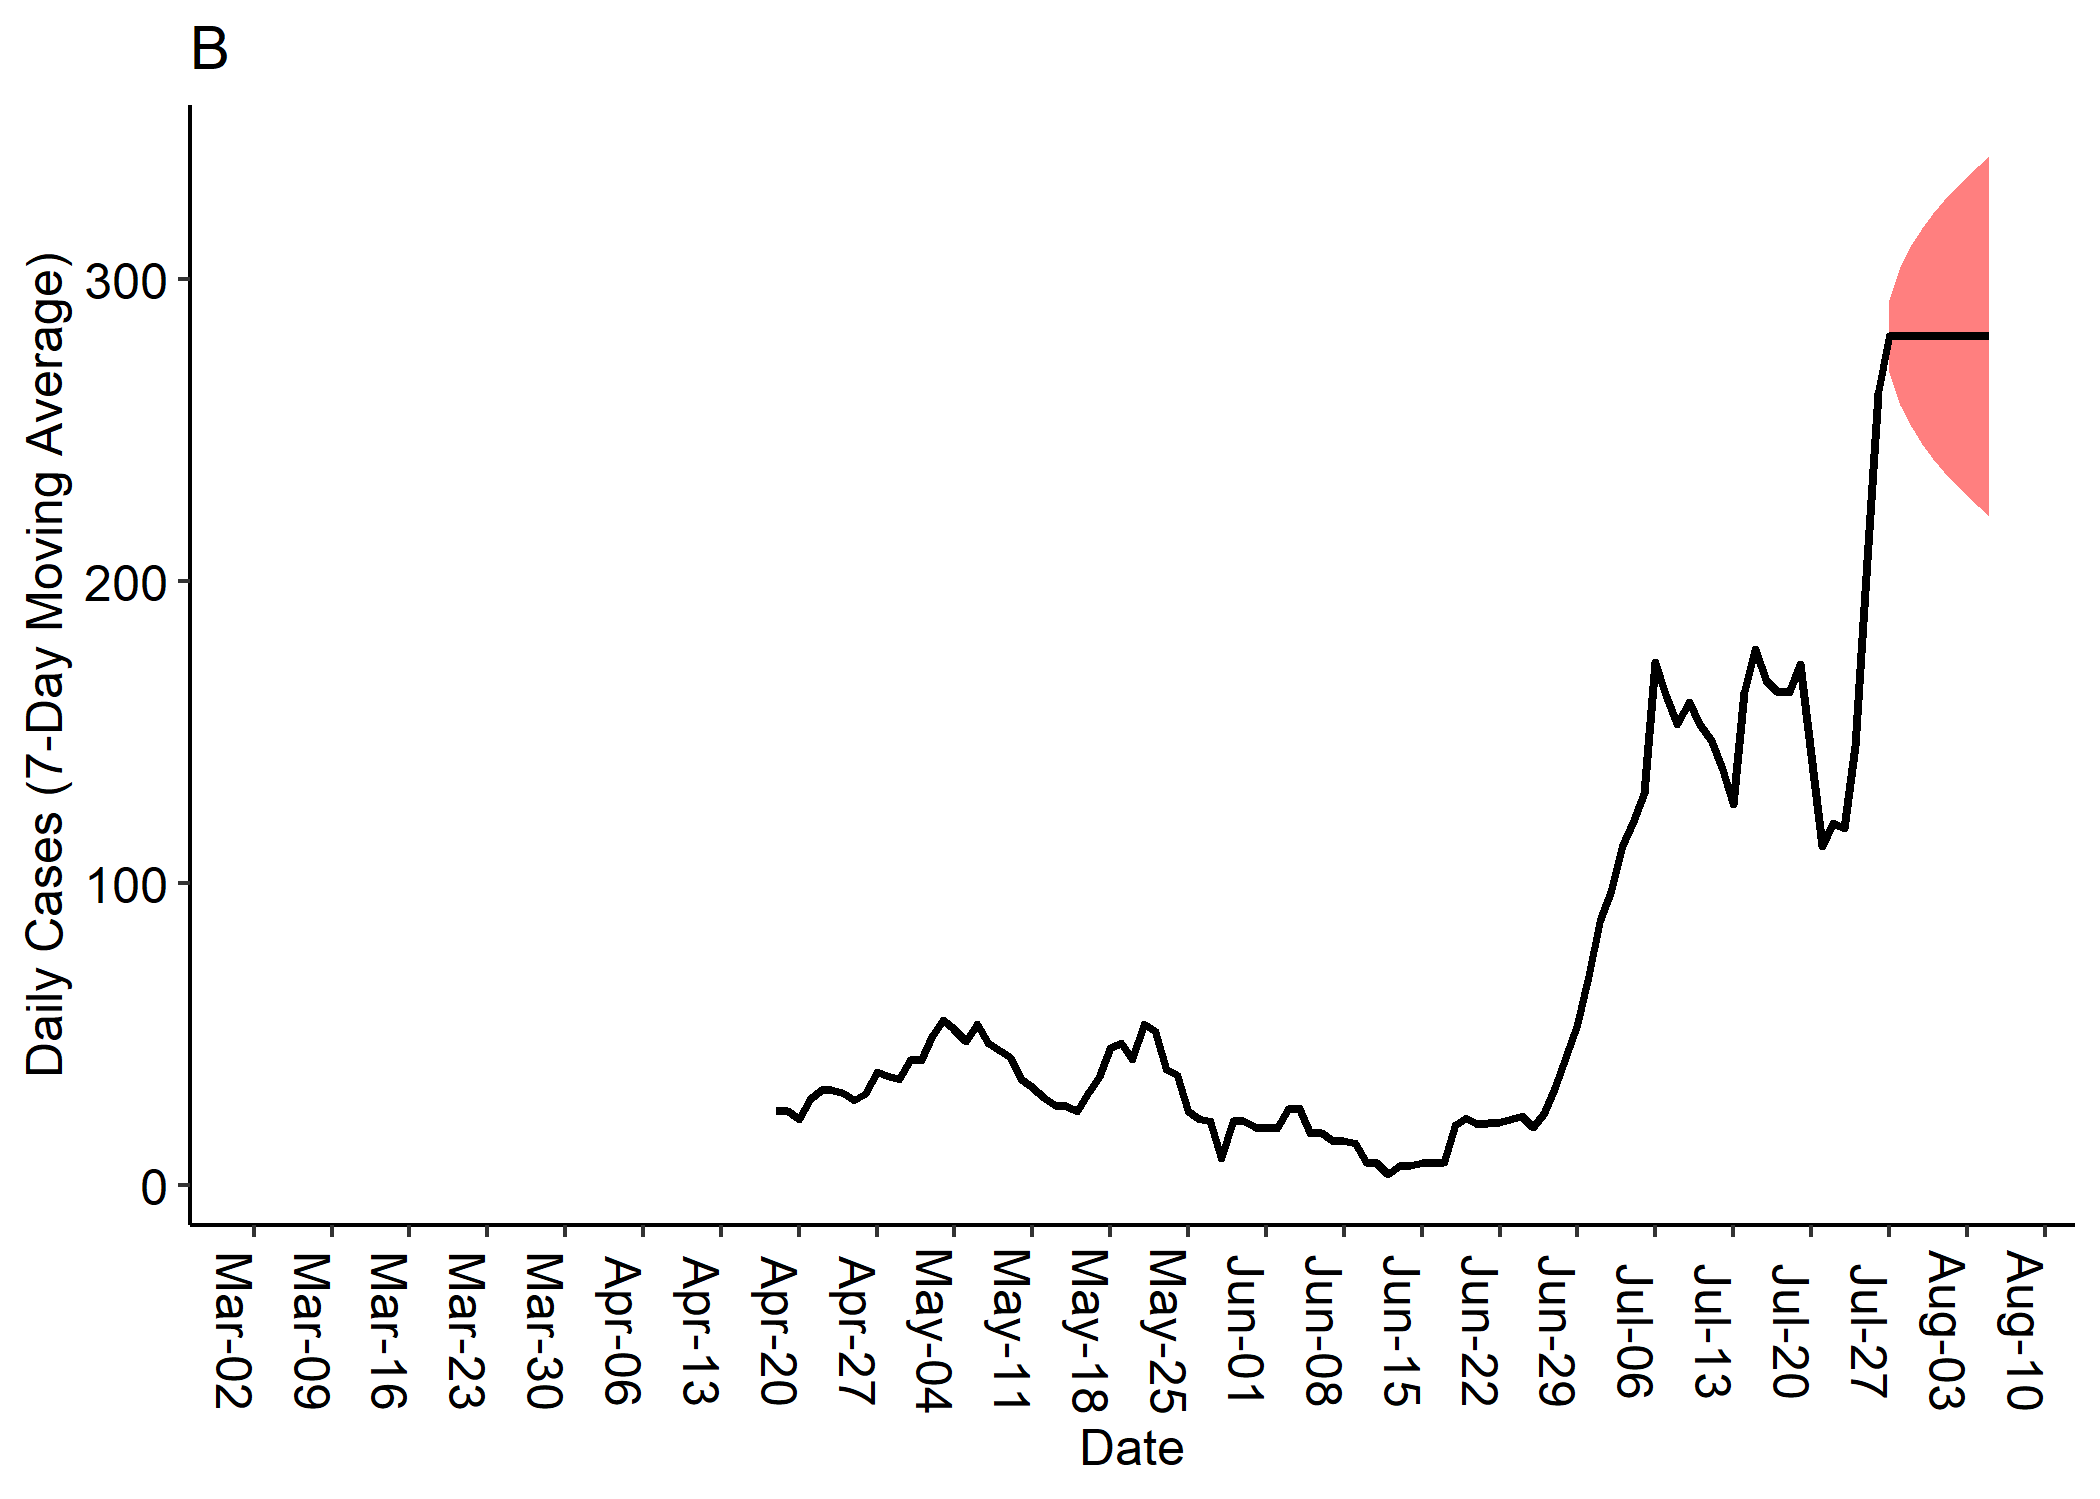 B
Daily Cases (7-Day Moving Average)
300
200
100
0
Mar-02
Mar-09
Mar-16
Mar-23
Mar-30
Apr-06
Apr-13
Apr-20
Apr-27
May-04
May-11
May-18
May-25
Jun-01
Jun-08
Jun-15
Jun-22
Jun-29
Jul-06
Jul-13
Jul-20
Jul-27
Aug-03
Aug-10
Date